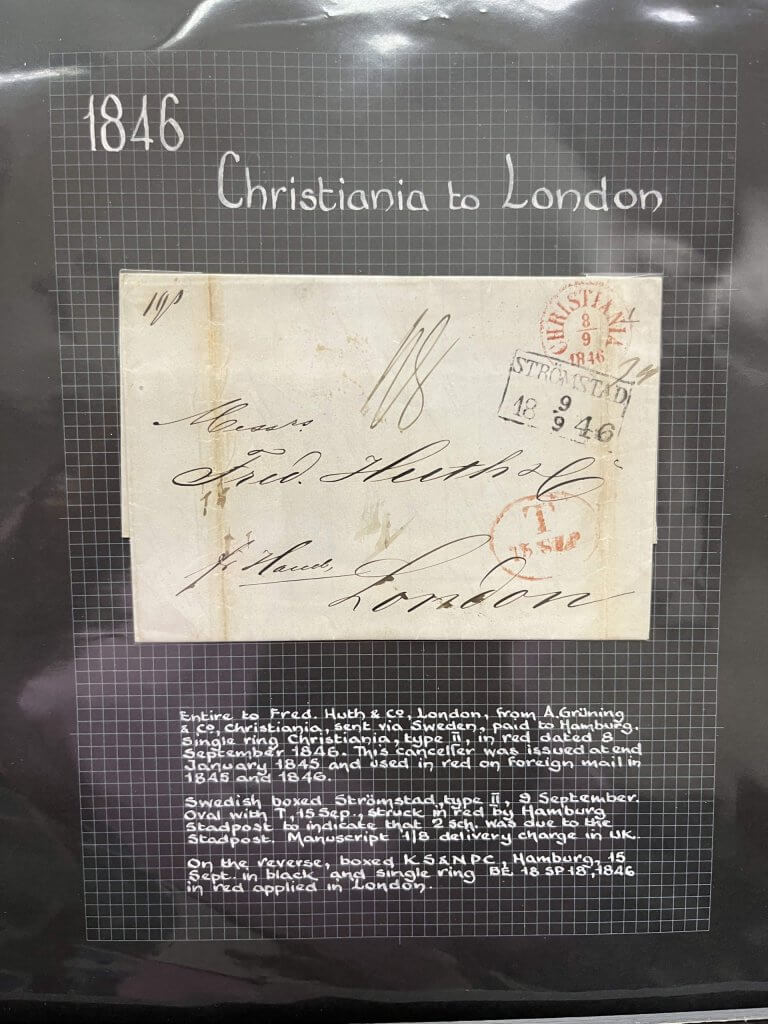 1846
Christiania to London
CHRISTIANIA
8
9
1846
STRÖMSTAD
9
18 9 46
1/8
Messrs
Fred. Huth & Co
T
15 SEP
London
Entire to Fred. Huth & Co, London, from A. Grüning
& Co, Christiania, sent via Sweden, paid to Hamburg.
Single ring Christiania, type II, in red dated 8
September 1846. This canceller was issued at end
January 1845 and used in red on foreign mail in
1845 and 1846.
Swedish boxed Strömstad, type II, 9 September.
Oval with T, 15 Sep., struck in red by Hamburg
Stadpost to indicate that 2 sch. was due to the
Stadpost. Manuscript 1/8 delivery charge in UK.
On the reverse, boxed K S & N P C, Hamburg, 15
Sept. in black and single ring BE 18 SP 18, 1846
in red applied in London.